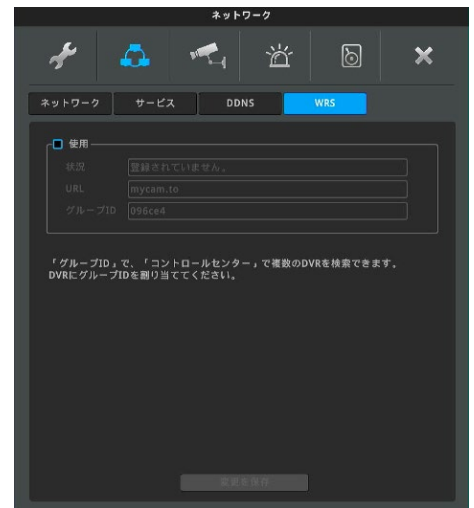 ネットワーク
ネットワーク サービス DDNS WRS
使用
状況 登録されていません。
URL mycam.to
グループID 096ce4
「グループID」で、「コントロールセンター」で複数のDVRを検索できます。
DVRにグループIDを割り当ててください。
変更を保存